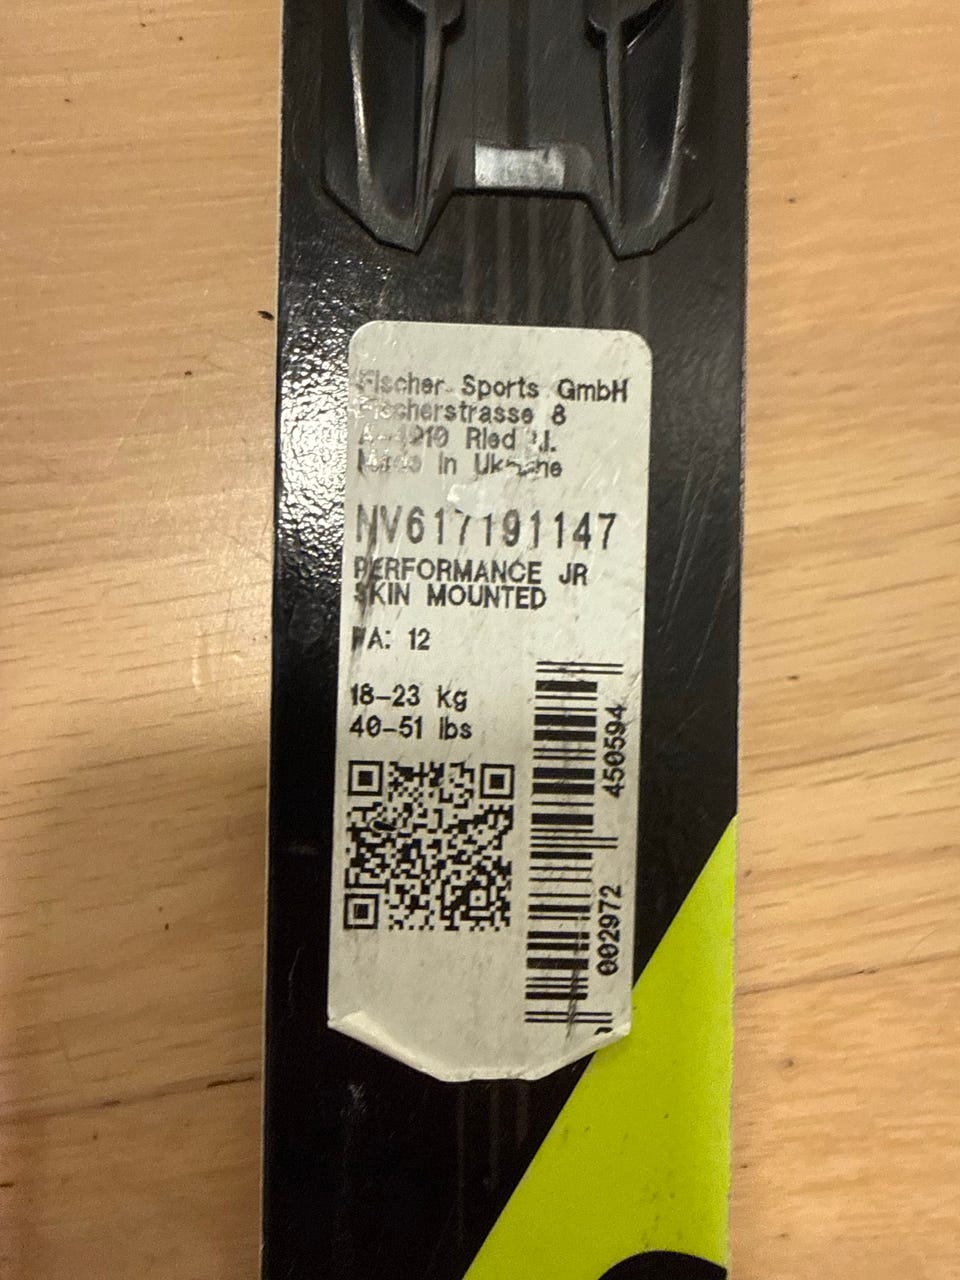 Fischer Sports GmbH
Fischerstrasse 8
A-4910 Ried
Made in Ukraine
NV617191147
PERFORMANCE JR
SKIN MOUNTED
FA: 12
18-23 kg
40-51 lbs
002972
450594